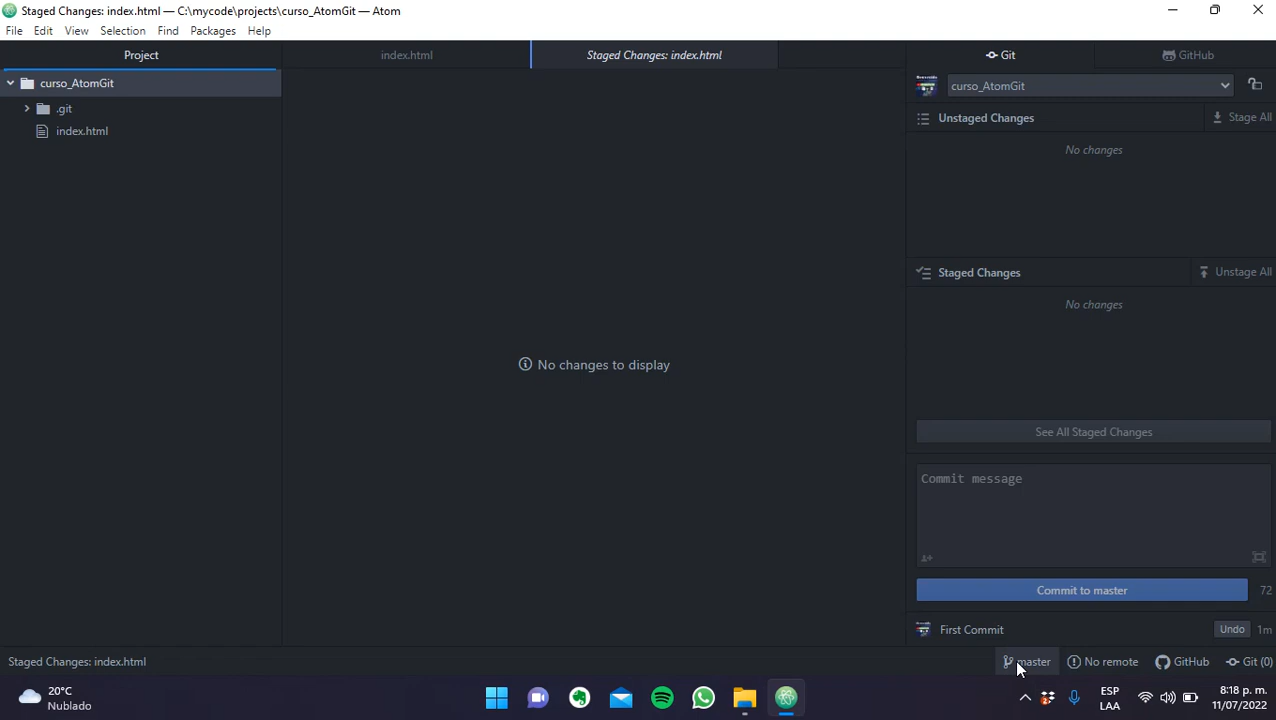 Staged Changes: index.html — C:\mycode\projects\curso_AtomGit — Atom
File Edit View Selection Find Packages Help
Project index.html Staged Changes: index.html Git GitHub
curso_AtomGit
.git
index.html
No changes to display
curso_AtomGit
Unstaged Changes Stage All
No changes
Staged Changes Unstage All
No changes
See All Staged Changes
Commit message
Commit to master 72
First Commit Undo 1m
Staged Changes: index.html master No remote GitHub Git (0)
20°C
Nublado
ESP
LAA
8:18 p. m.
11/07/2022